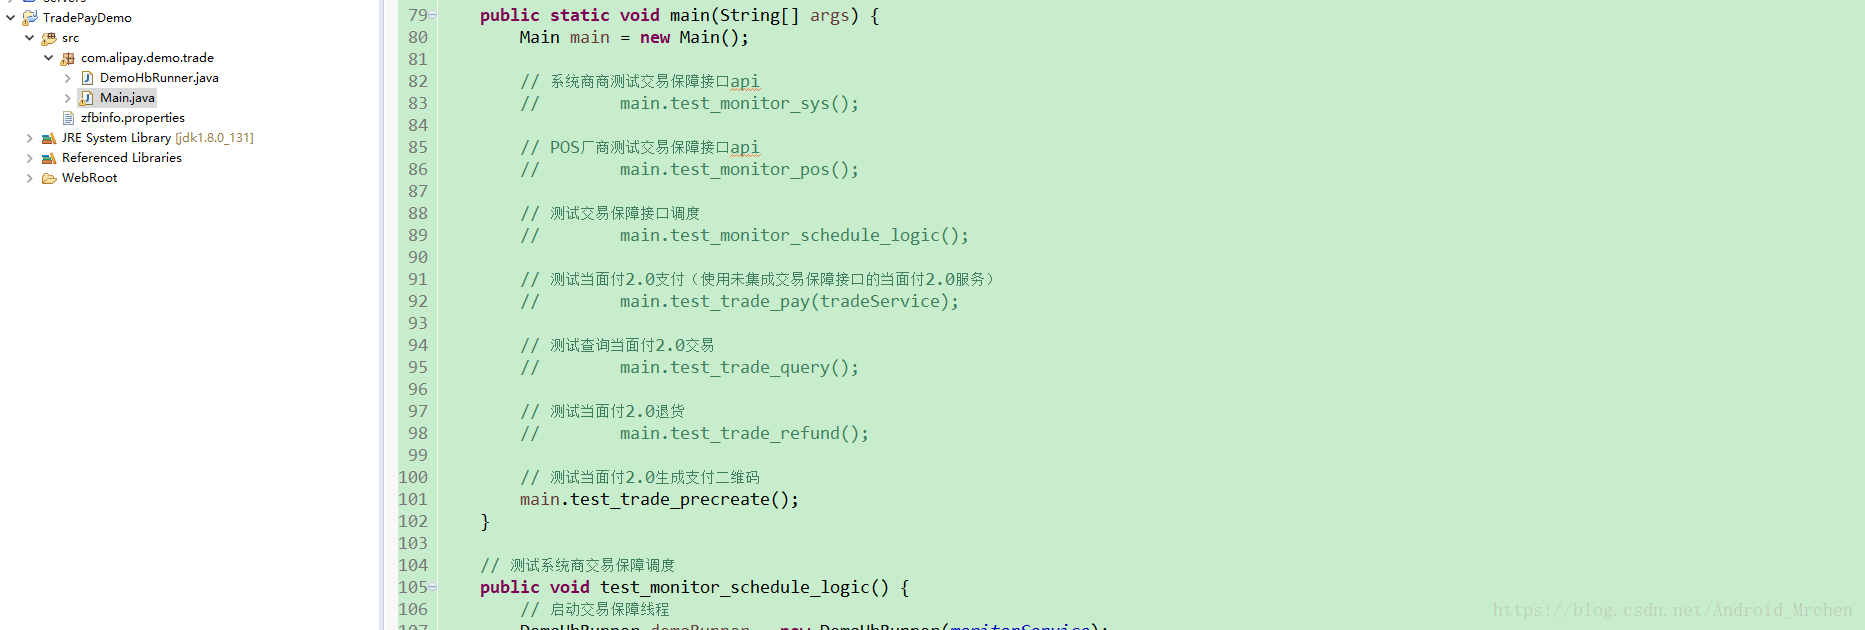 Servers
TradePayDemo
src
com.alipay.demo.trade
DemoHbRunner.java
Main.java
zfbinfo.properties
JRE System Library [jdk1.8.0_131]
Referenced Libraries
WebRoot
79 public static void main(String[] args) {
80 Main main = new Main();
81
82 // 系统商商测试交易保障接口api
83 // main.test_monitor_sys();
84
85 // POS厂商测试交易保障接口api
86 // main.test_monitor_pos();
87
88 // 测试交易保障接口调度
89 // main.test_monitor_schedule_logic();
90
91 // 测试当面付2.0支付（使用未集成交易保障接口的当面付2.0服务）
92 // main.test_trade_pay(tradeService);
93
94 // 测试查询当面付2.0交易
95 // main.test_trade_query();
96
97 // 测试当面付2.0退货
98 // main.test_trade_refund();
99
100 // 测试当面付2.0生成支付二维码
101 main.test_trade_precreate();
102 }
103
104 // 测试系统商交易保障调度
105 public void test_monitor_schedule_logic() {
106 // 启动交易保障线程
107 DemoHbRunner demoRunner = new DemoHbRunner(monitorService);
https://blog.csdn.net/Android_Mrchen